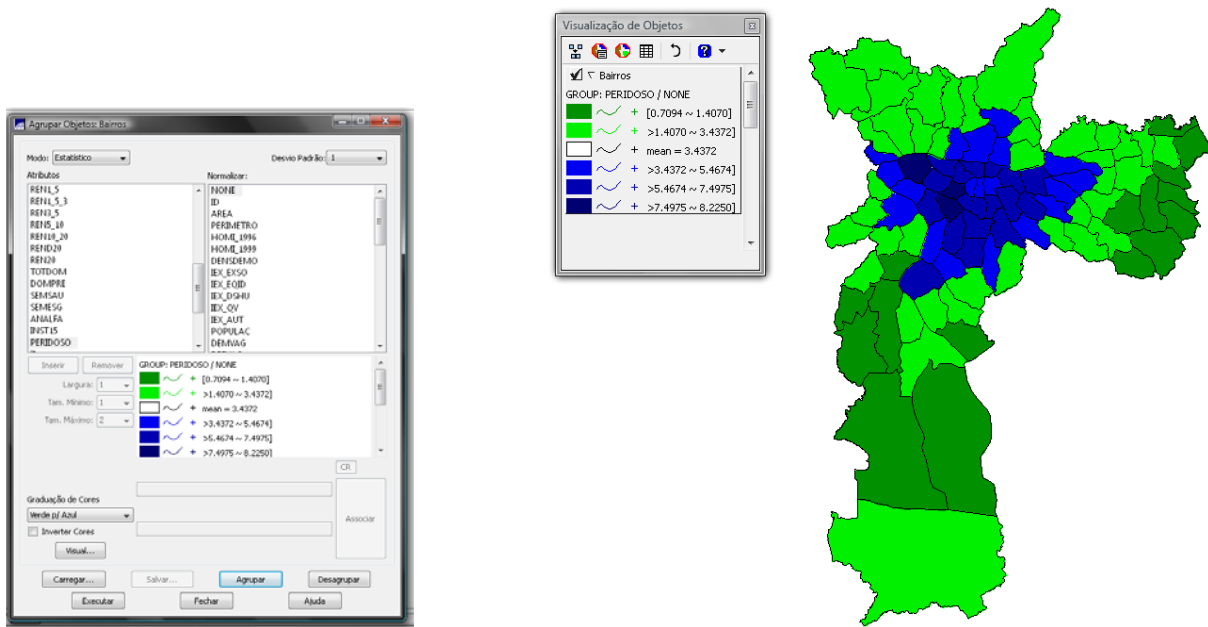 Agrupar Objetos: Bairros
Modo: Estatístico
Desvio Padrão: 1
Atributos
REN1_5
REN1_5_3
REN3_5
REN5_10
REN10_20
REND20
REN20
TOTDOM
DOMPRE
SEMSAU
SEMESG
ANALFA
INST15
PERIDOSO
Normalizar:
NONE
ID
AREA
PERIMETRO
HOMI_1996
HOMI_1999
DENSDEMO
IEX_EXSO
IEX_EQID
IEX_DSHU
IEX_QV
IEX_AUT
POPULAC
DEMVAG
Inserir
Remover
Largura: 1
Tam. Mínimo: 1
Tam. Máximo: 2
GROUP: PERIDOSO / NONE
[0.7094 ~ 1.4070]
>1.4070 ~ 3.4372]
mean = 3.4372
>3.4372 ~ 5.4674]
>5.4674 ~ 7.4975]
>7.4975 ~ 8.2250]
CR
Graduação de Cores
Verde p/ Azul
Inverter Cores
Visual...
Associar
Carregar...
Salvar...
Agrupar
Desagrupar
Executar
Fechar
Ajuda
Visualização de Objetos
Bairros
GROUP: PERIDOSO / NONE
[0.7094 ~ 1.4070]
>1.4070 ~ 3.4372]
mean = 3.4372
>3.4372 ~ 5.4674]
>5.4674 ~ 7.4975]
>7.4975 ~ 8.2250]